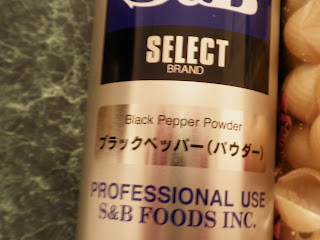 S&B
SELECT
BRAND
Black Pepper Powder
ブラックペッパー(パウダー)
PROFESSIONAL USE
S&B FOODS INC.